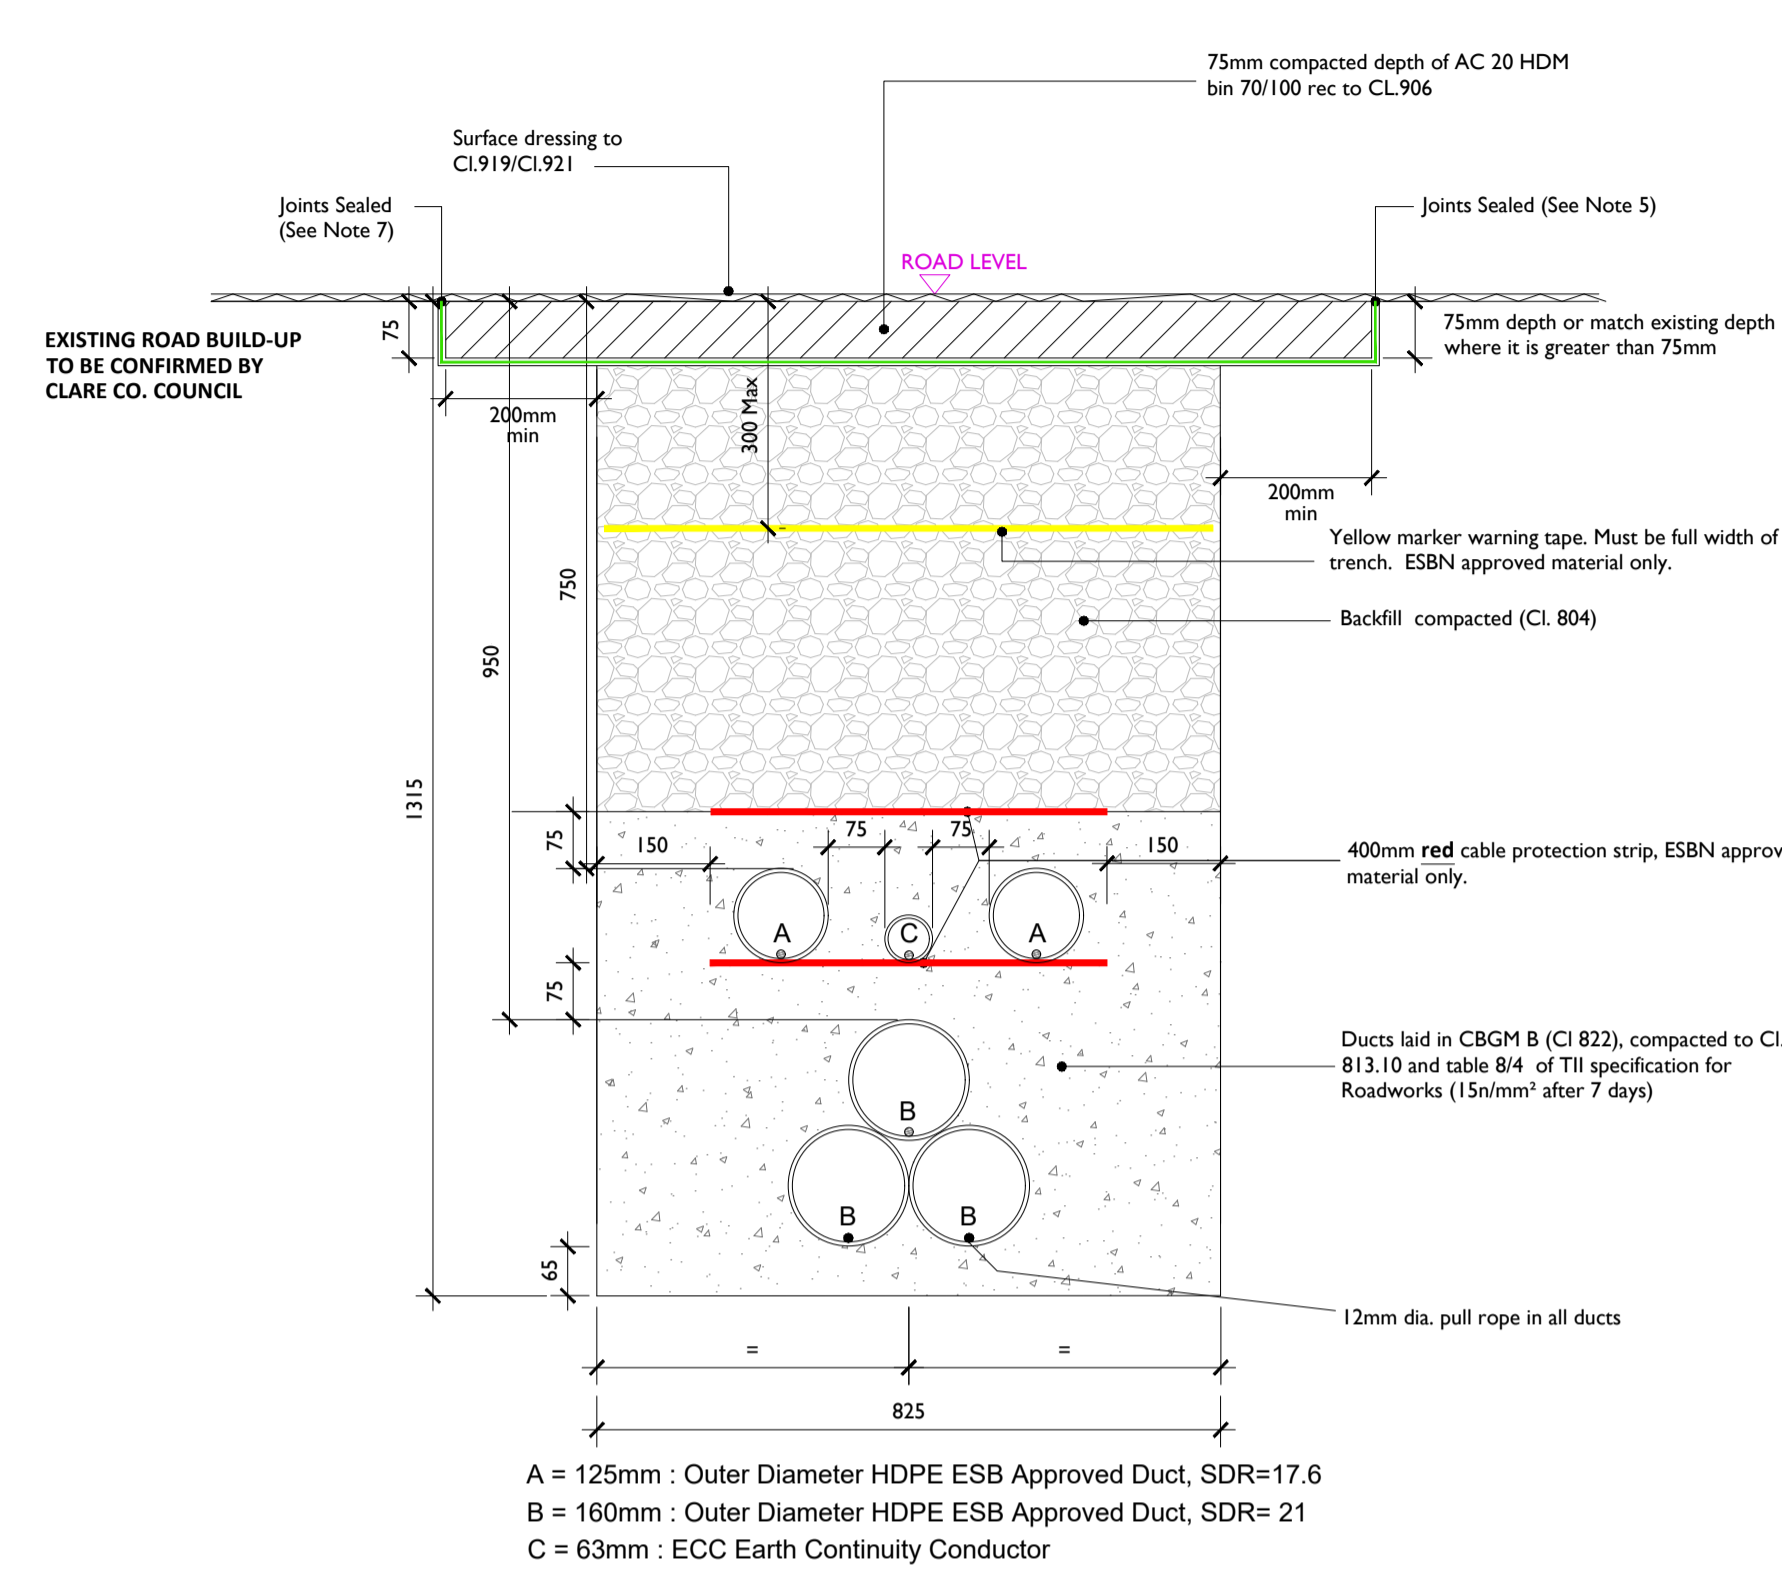 75mm compacted depth of AC 20 HDM
bin 70/100 rec to CL.906
Surface dressing to
Cl.919/Cl.921
Joints Sealed
(See Note 7)
Joints Sealed (See Note 5)
ROAD LEVEL
EXISTING ROAD BUILD-UP
TO BE CONFIRMED BY
CLARE CO. COUNCIL
75
75mm depth or match existing depth
where it is greater than 75mm
200mm
min
300 Max
200mm
min
Yellow marker warning tape. Must be full width of
trench. ESBN approved material only.
750
Backfill compacted (Cl. 804)
950
1315
75
150
75
75
150
400mm red cable protection strip, ESBN approv
material only.
A
C
A
75
Ducts laid in CBGM B (Cl 822), compacted to Cl.
813.10 and table 8/4 of TII specification for
Roadworks (15n/mm² after 7 days)
B
B
B
65
12mm dia. pull rope in all ducts
=
=
825
A = 125mm : Outer Diameter HDPE ESB Approved Duct, SDR=17.6
B = 160mm : Outer Diameter HDPE ESB Approved Duct, SDR= 21
C = 63mm : ECC Earth Continuity Conductor